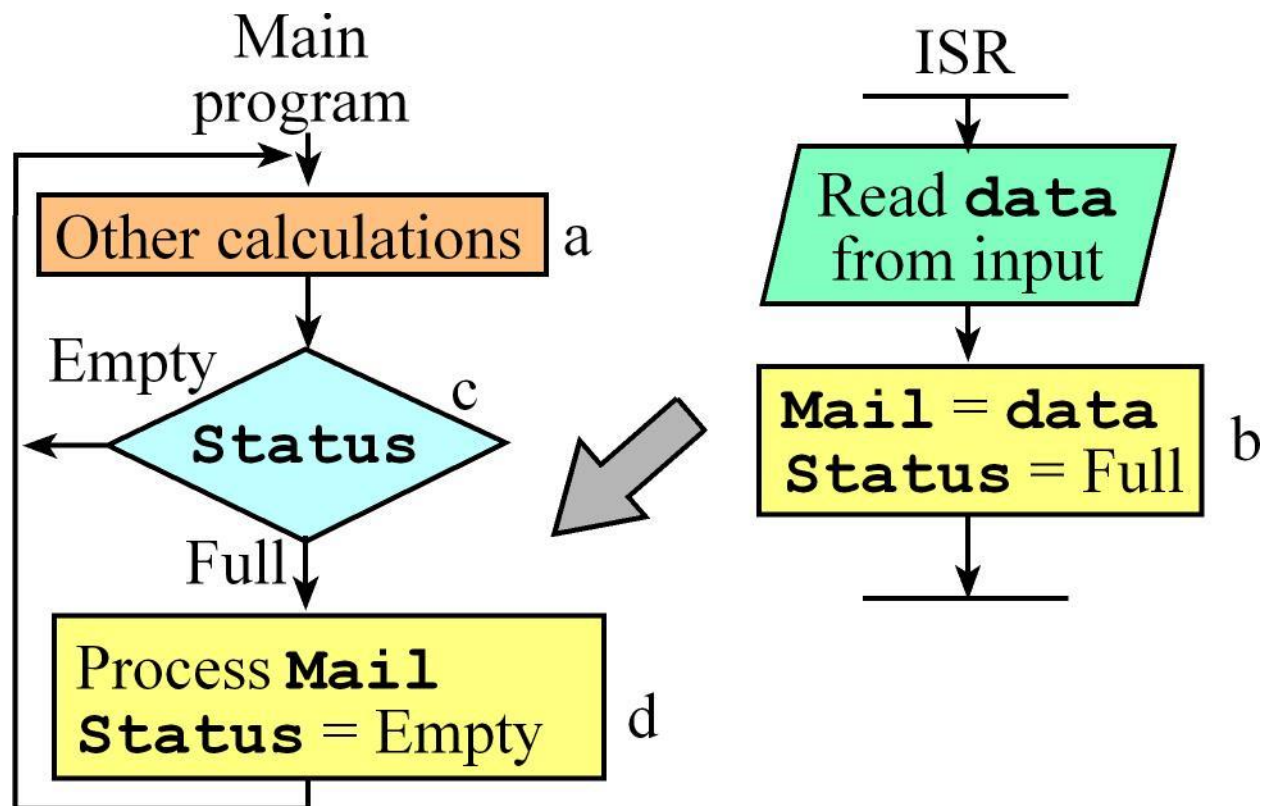 Main
program
Other calculations
a
Empty
c
Status
Full
Process Mail
Status = Empty
d
ISR
Read data
from input
Mail = data
Status = Full
b